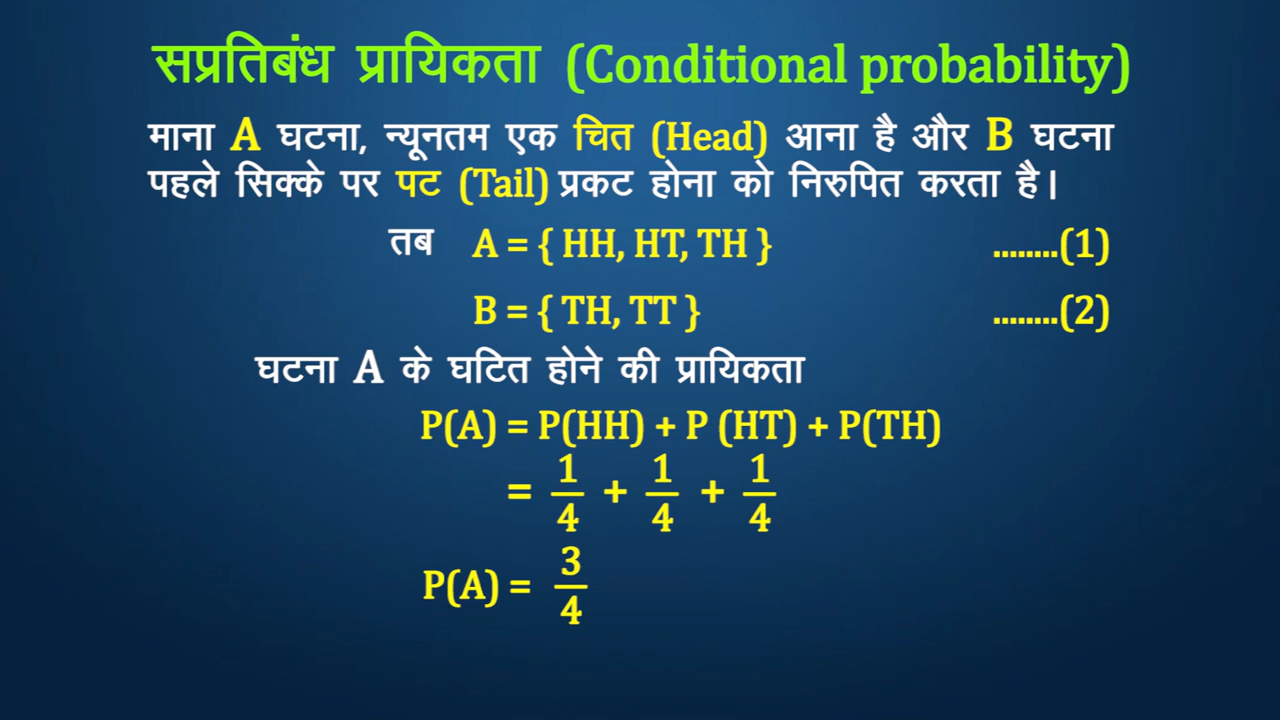 सप्रतिबंध प्रायिकता (Conditional probability)
माना A घटना, न्यूनतम एक चित (Head) आना है और B घटना
पहले सिक्के पर पट (Tail) प्रकट होना को निरुपित करता है।
तब A = { HH, HT, TH } ........(1)
B = { TH, TT } ........(2)
घटना A के घटित होने की प्रायिकता
P(A) = P(HH) + P (HT) + P(TH)
= 1/4 + 1/4 + 1/4
P(A) = 3/4